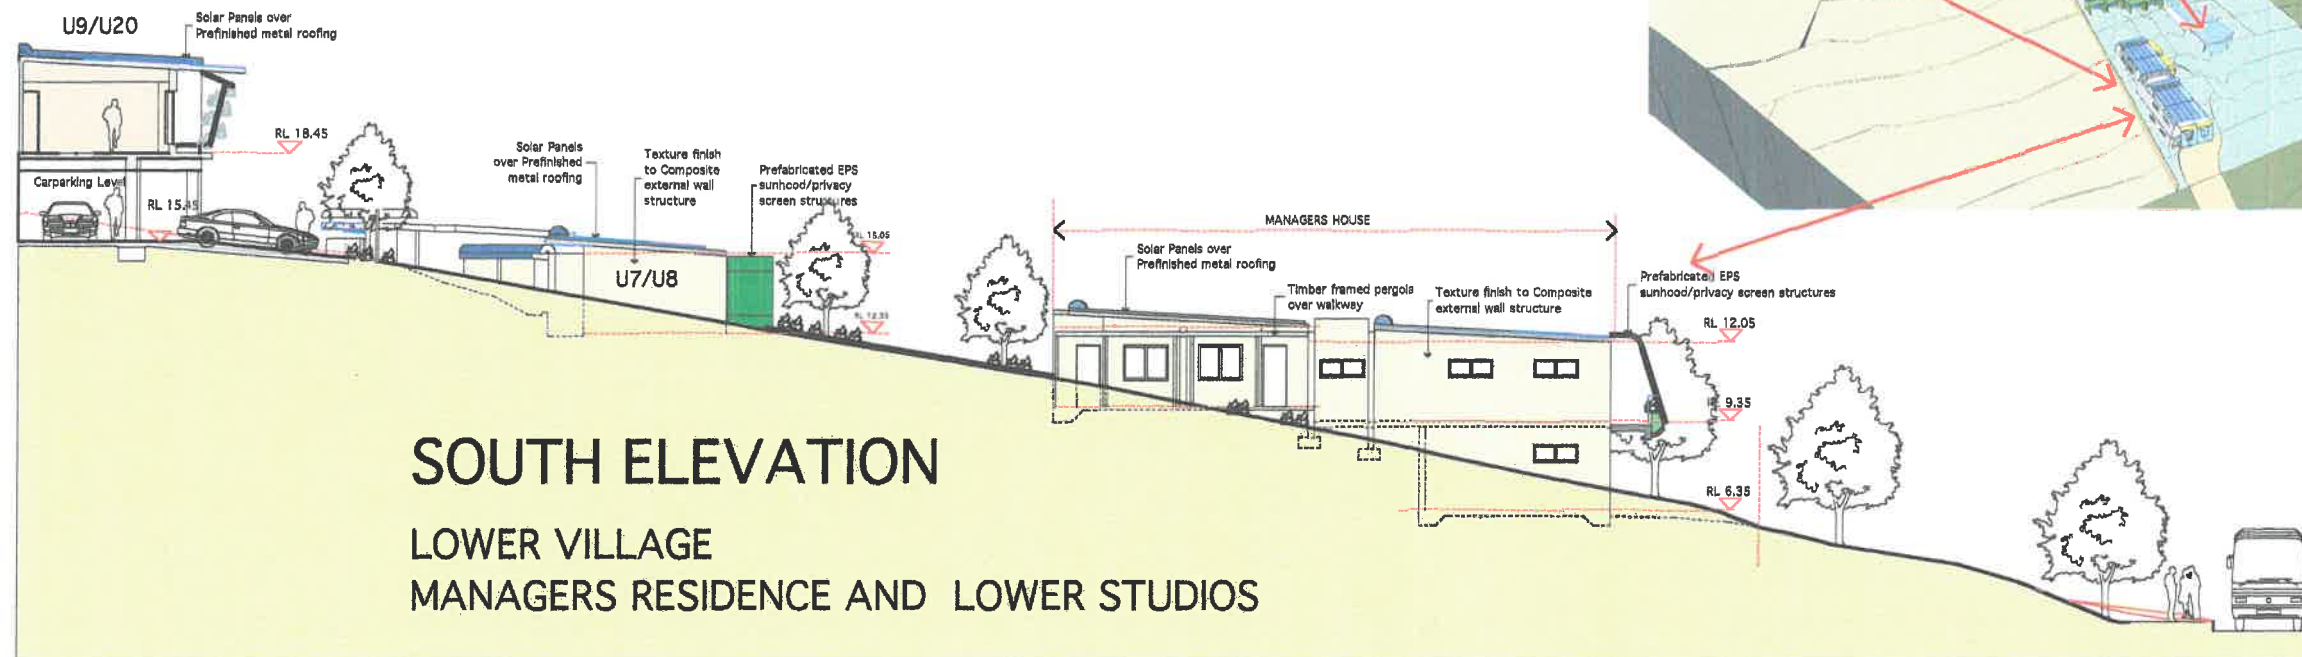 U9/U20
Solar Panels over
Prefinished metal roofing
RL 18.45
Carparking Level
RL 15.45
Solar Panels
over Prefinished
metal roofing
Texture finish
to Composite
external wall
structure
Prefabricated EPS
sunhood/privacy
screen structures
RL 15.05
U7/U8
RL 12.35
MANAGERS HOUSE
Solar Panels over
Prefinished metal roofing
Timber framed pergola
over walkway
Texture finish to Composite
external wall structure
Prefabricated EPS
sunhood/privacy screen structures
RL 12.05
RL 9.35
RL 6.35
SOUTH ELEVATION
LOWER VILLAGE
MANAGERS RESIDENCE AND LOWER STUDIOS